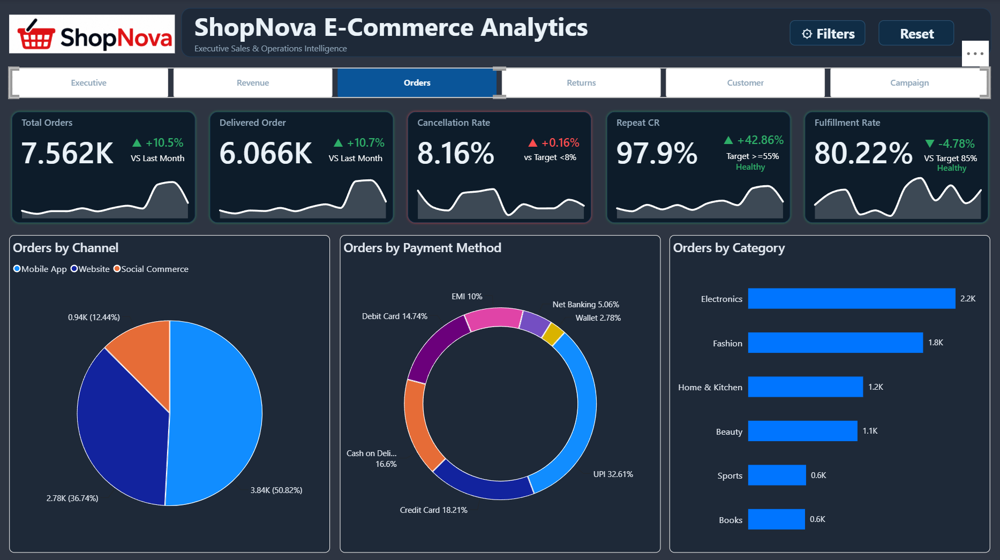 ShopNova
ShopNova E-Commerce Analytics
Executive Sales & Operations Intelligence
Filters
Reset
Executive
Revenue
Orders
Returns
Customer
Campaign
Total Orders
7.562K
▲ +10.5%
VS Last Month
Delivered Order
6.066K
▲ +10.7%
VS Last Month
Cancellation Rate
8.16%
▲ +0.16%
vs Target <8%
Repeat CR
97.9%
▲ +42.86%
Target >=55%
Healthy
Fulfillment Rate
80.22%
▼ -4.78%
VS Target 85%
Healthy
Orders by Channel
Mobile App Website Social Commerce
0.94K (12.44%)
2.78K (36.74%)
3.84K (50.82%)
Orders by Payment Method
EMI 10%
Net Banking 5.06%
Debit Card 14.74%
Wallet 2.78%
Cash on Deli...
16.6%
UPI 32.61%
Credit Card 18.21%
Orders by Category
Electronics 2.2K
Fashion 1.8K
Home & Kitchen 1.2K
Beauty 1.1K
Sports 0.6K
Books 0.6K